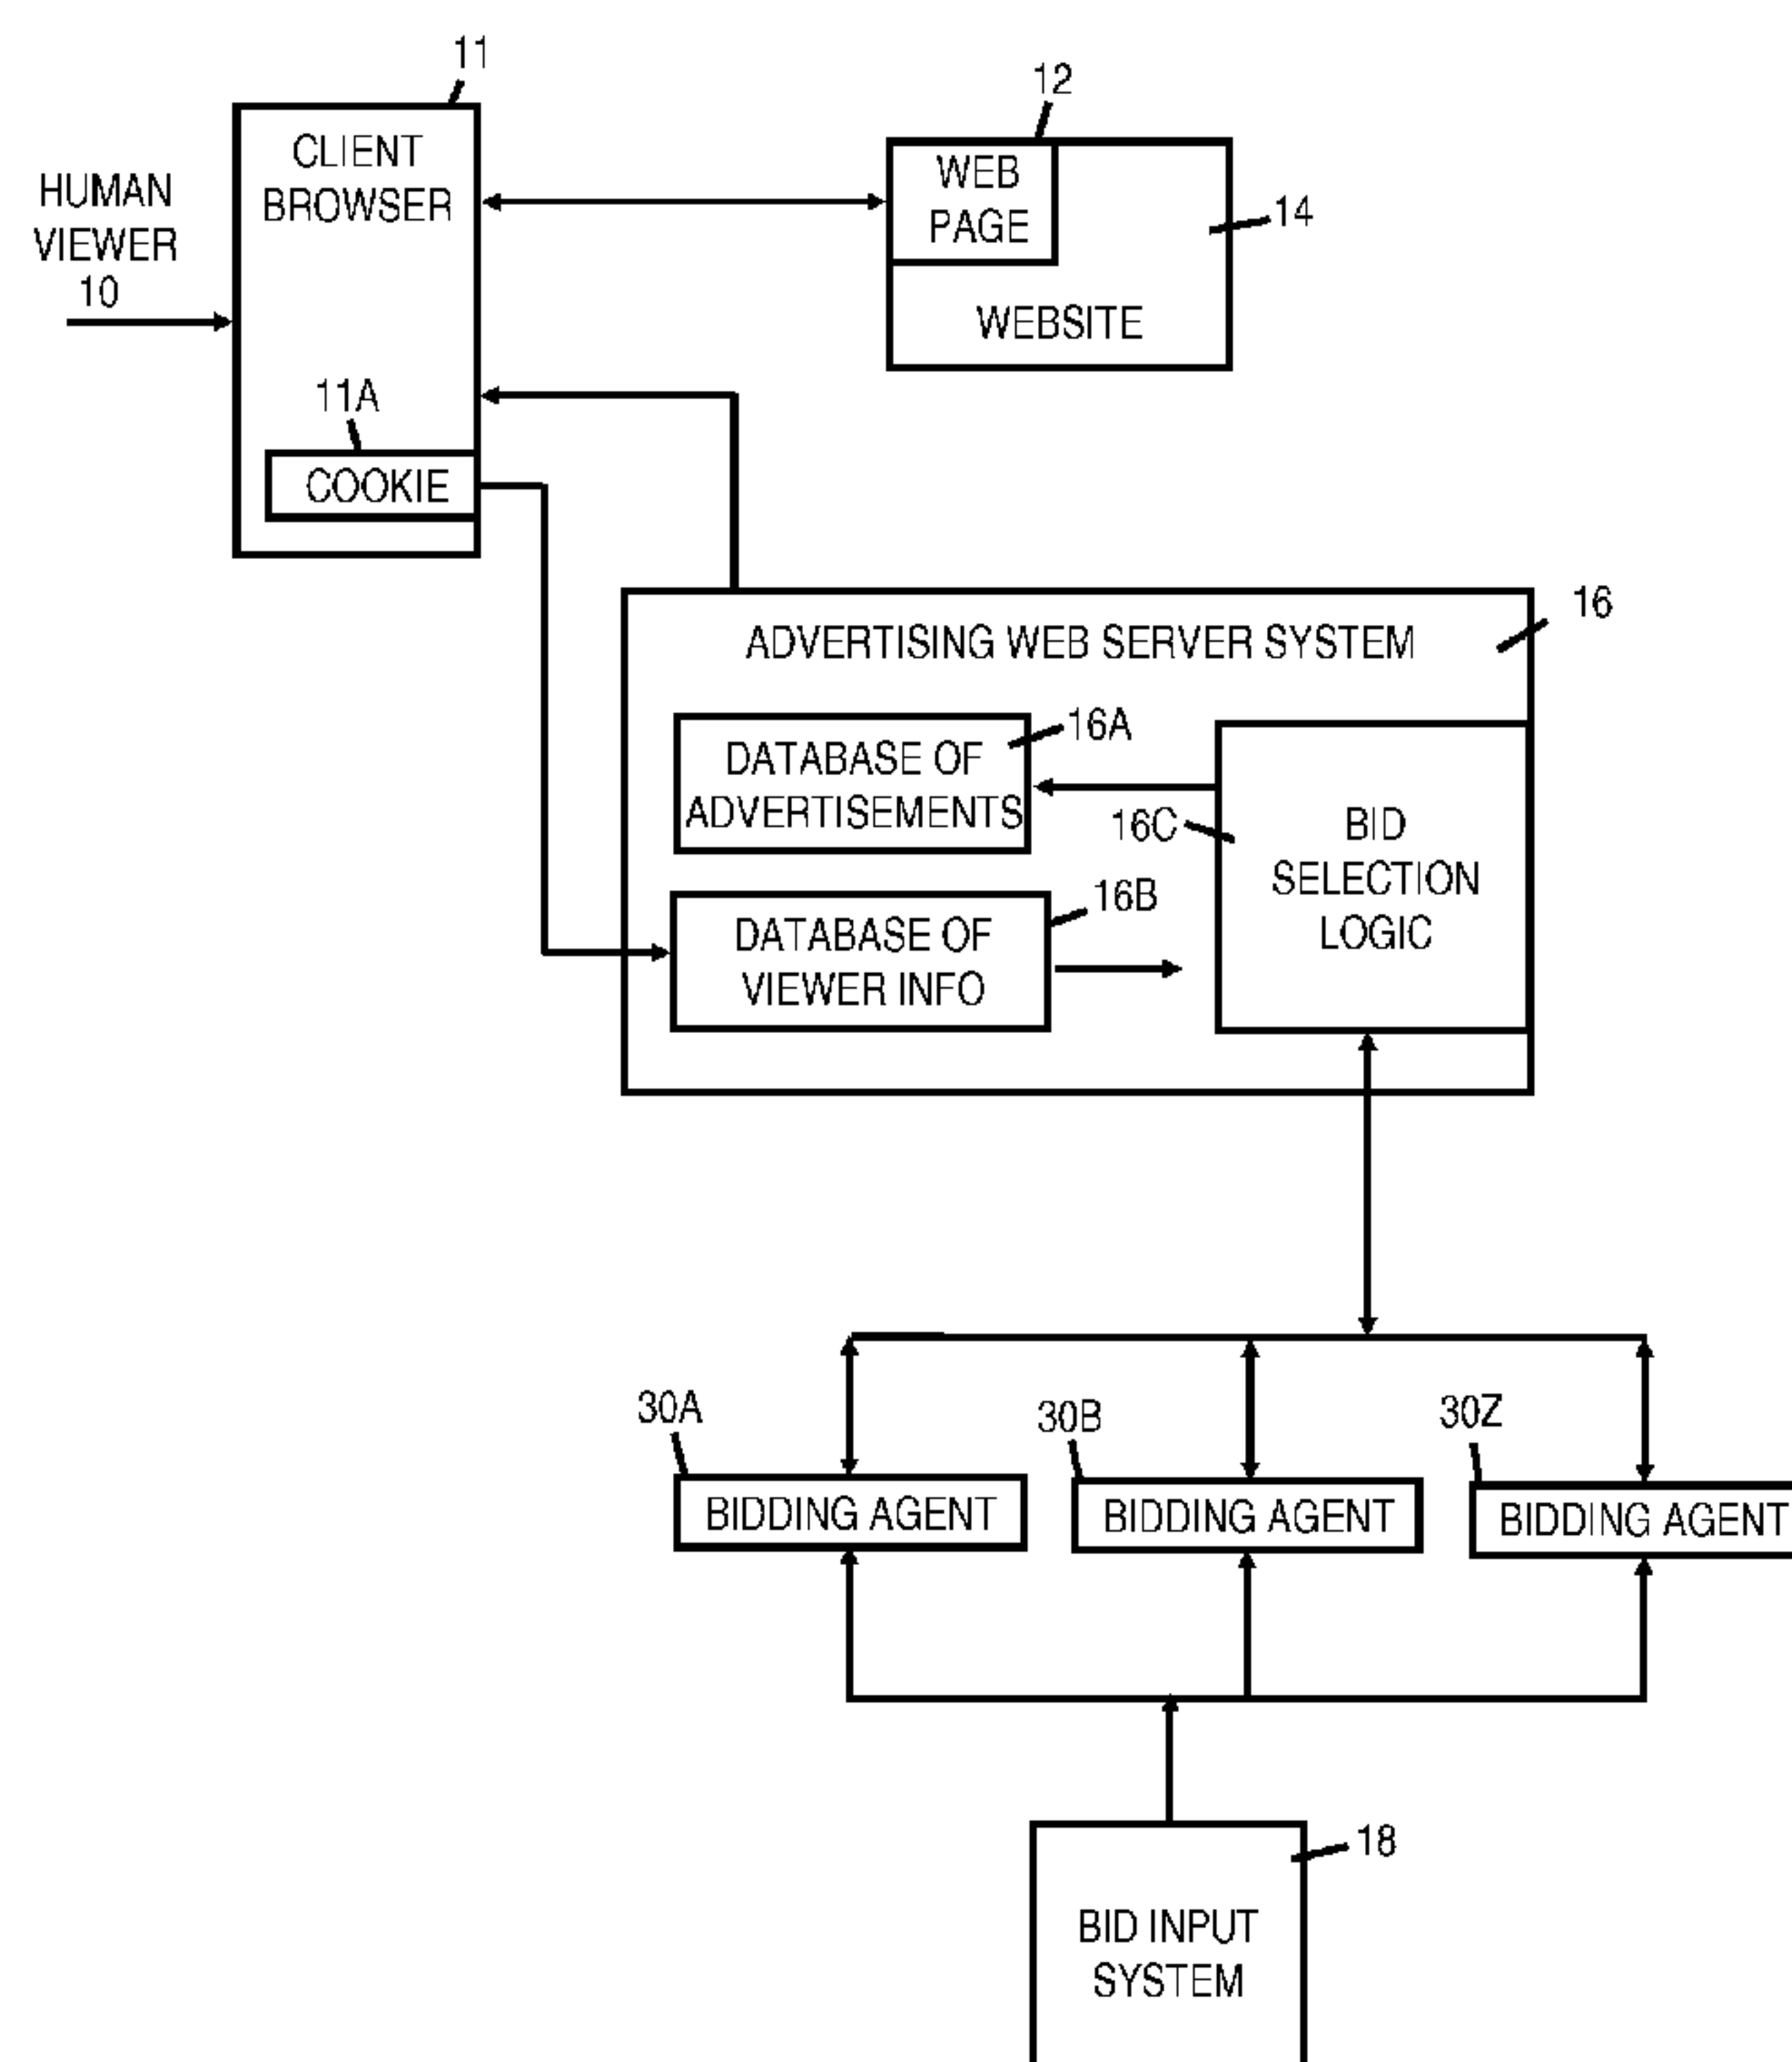 11
CLIENT
BROWSER
HUMAN
VIEWER
10
11A
COOKIE
12
WEB
PAGE
14
WEBSITE
16
ADVERTISING WEB SERVER SYSTEM
16A
DATABASE OF
ADVERTISEMENTS
16B
DATABASE OF
VIEWER INFO
16C
BID
SELECTION
LOGIC
30A
BIDDING AGENT
30B
BIDDING AGENT
30Z
BIDDING AGENT
18
BID INPUT
SYSTEM